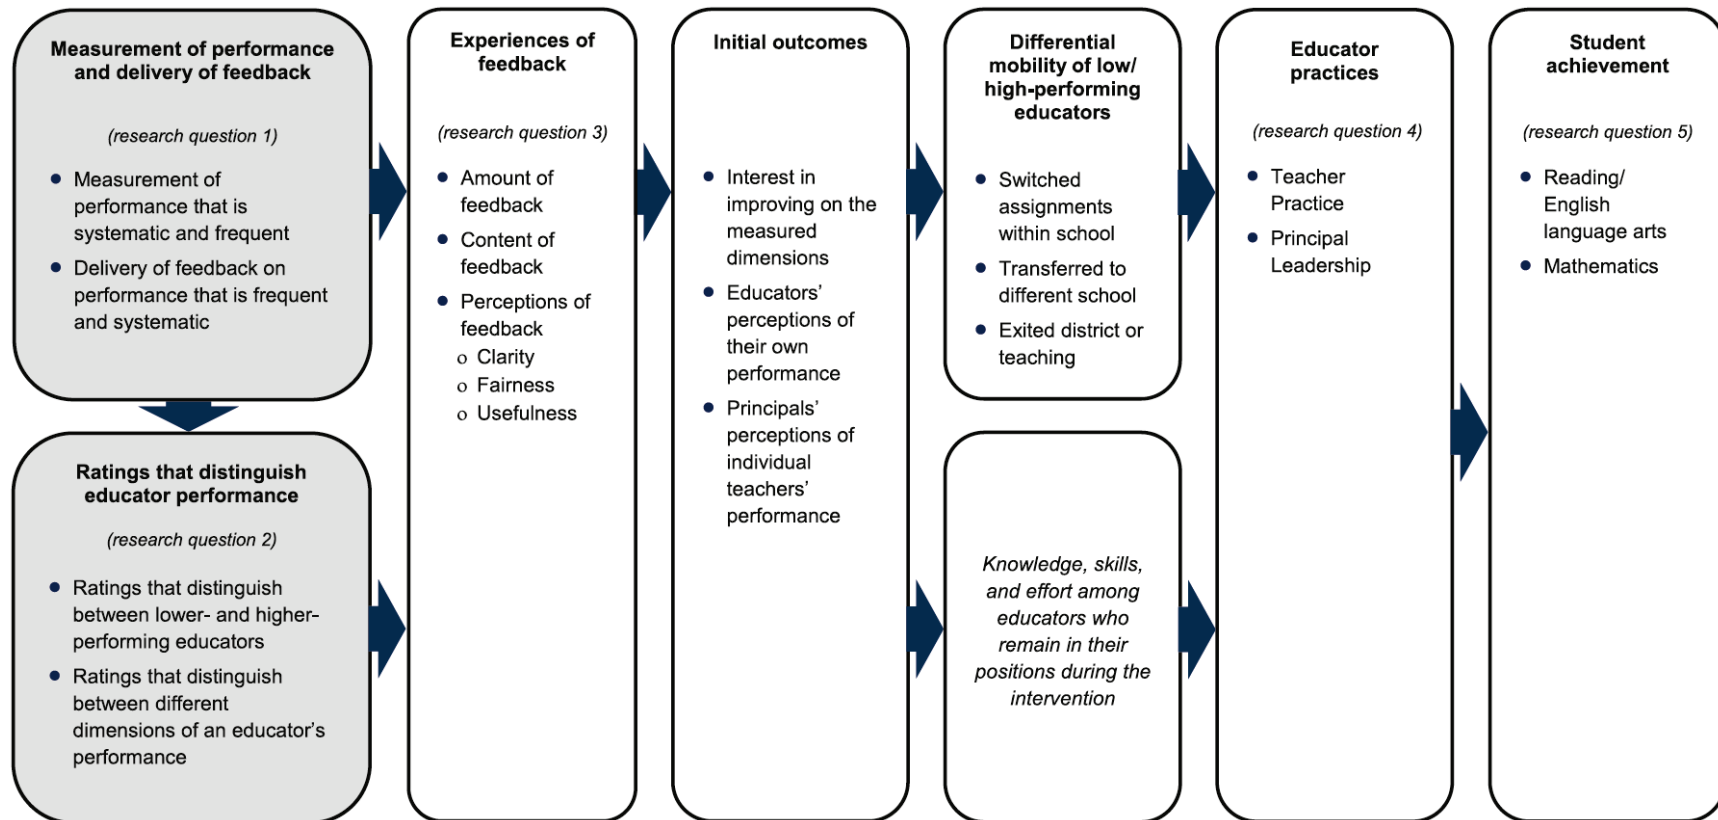 Measurement of performance
and delivery of feedback
(research question 1)
• Measurement of
performance that is
systematic and frequent
• Delivery of feedback on
performance that is frequent
and systematic
Ratings that distinguish
educator performance
(research question 2)
• Ratings that distinguish
between lower- and higher-
performing educators
• Ratings that distinguish
between different
dimensions of an educator’s
performance
Experiences of
feedback
(research question 3)
• Amount of
feedback
• Content of
feedback
• Perceptions of
feedback
o Clarity
o Fairness
o Usefulness
Initial outcomes
• Interest in
improving on the
measured
dimensions
• Educators’
perceptions of
their own
performance
• Principals’
perceptions of
individual
teachers’
performance
Differential
mobility of low/
high-performing
educators
• Switched
assignments
within school
• Transferred to
different school
• Exited district or
teaching
Knowledge, skills,
and effort among
educators who
remain in their
positions during the
intervention
Educator
practices
(research question 4)
• Teacher
Practice
• Principal
Leadership
Student
achievement
(research question 5)
• Reading/
English
language arts
• Mathematics